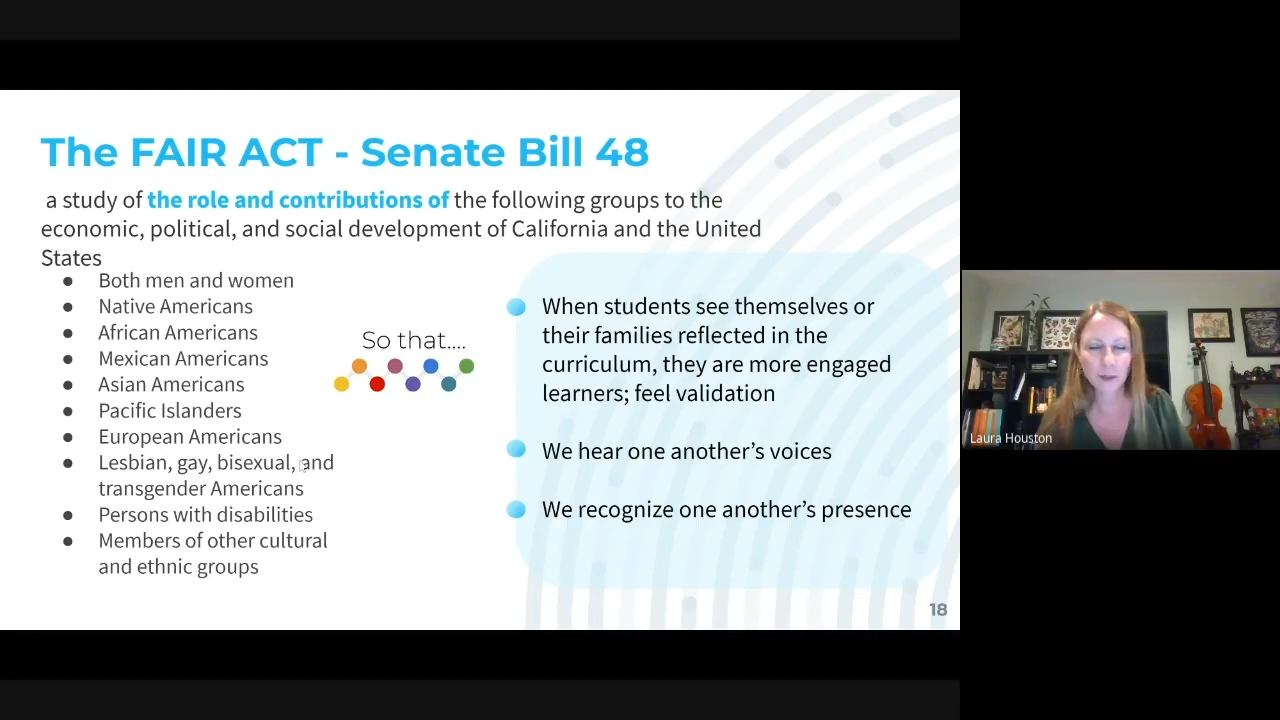 The FAIR ACT - Senate Bill 48
a study of the role and contributions of the following groups to the
economic, political, and social development of California and the United
States
● Both men and women
● Native Americans
● African Americans
● Mexican Americans
● Asian Americans
● Pacific Islanders
● European Americans
● Lesbian, gay, bisexual, and
transgender Americans
● Persons with disabilities
● Members of other cultural
and ethnic groups
So that....
When students see themselves or
their families reflected in the
curriculum, they are more engaged
learners; feel validation
We hear one another’s voices
We recognize one another’s presence
18
Laura Houston